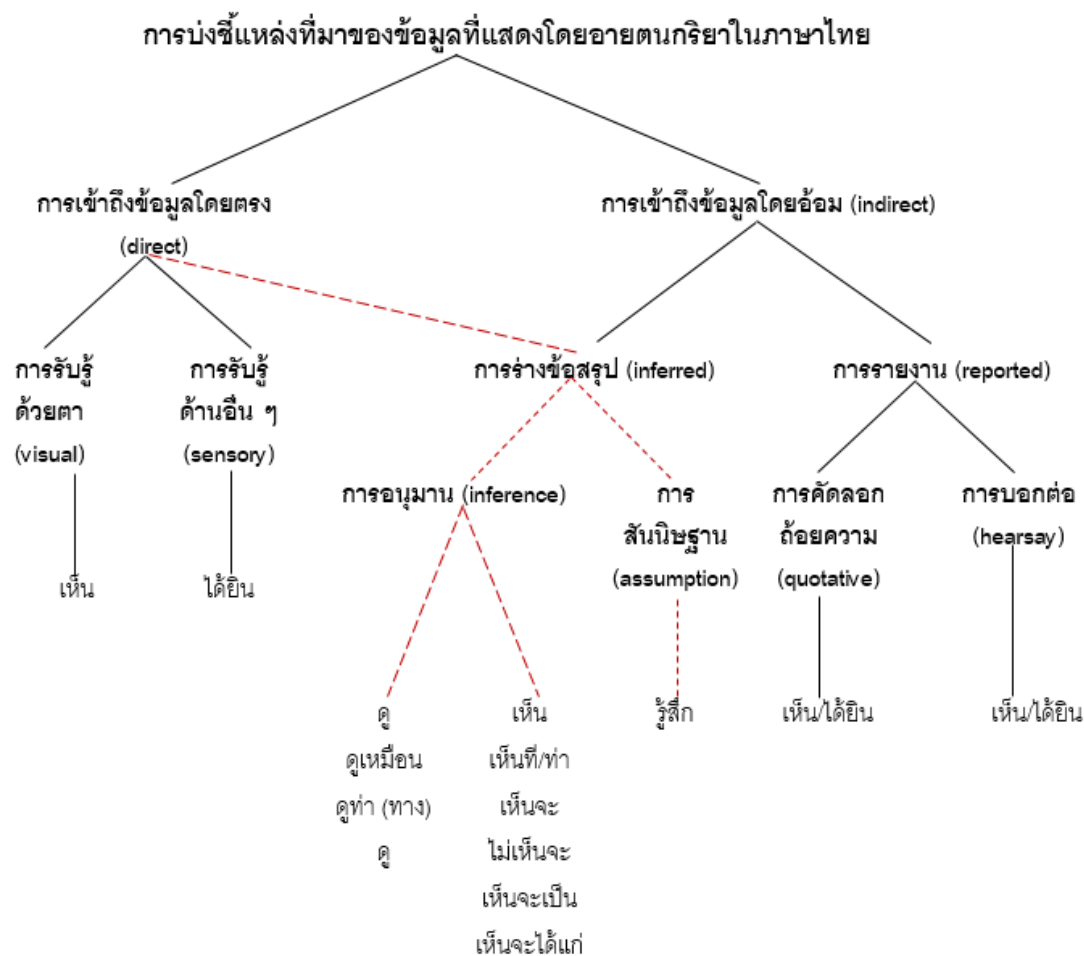 การบ่งชี้แหล่งที่มาของข้อมูลที่แสดงโดยอายตนกริยาในภาษาไทย
การเข้าถึงข้อมูลโดยตรง
(direct)
การเข้าถึงข้อมูลโดยอ้อม (indirect)
การรับรู้
ด้วยตา
(visual)
การรับรู้
ด้านอื่น ๆ
(sensory)
การร่างข้อสรุป (inferred)
การรายงาน (reported)
การอนุมาน (inference)
การ
สันนิษฐาน
(assumption)
การคัดลอก
ถ้อยความ
(quotative)
การบอกต่อ
(hearsay)
เห็น
ได้ยิน
ดู
ดูเหมือน
ดูท่า (ทาง)
ดู
เห็น
เห็นที่/ท่า
เห็นจะ
ไม่เห็นจะ
เห็นจะเป็น
เห็นจะได้แก่
รู้สึก
เห็น/ได้ยิน
เห็น/ได้ยิน